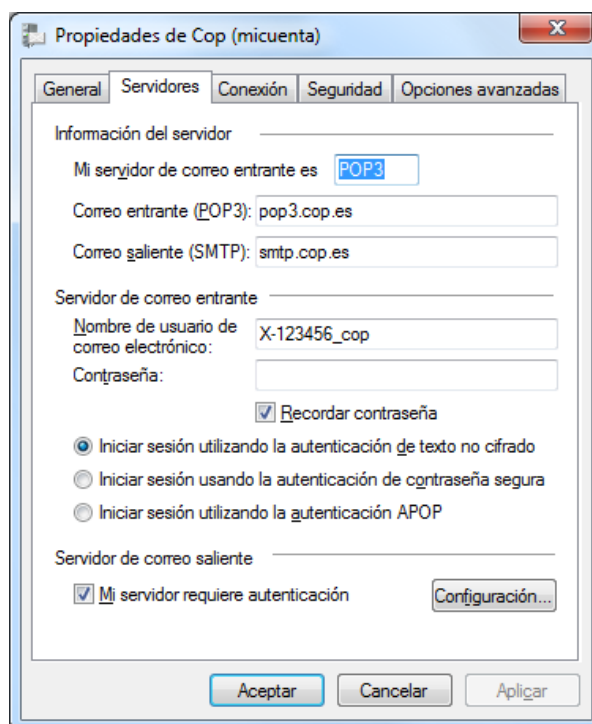 Propiedades de Cop (micuenta)
General Servidores Conexión Seguridad Opciones avanzadas
Información del servidor
Mi servidor de correo entrante es POP3
Correo entrante (POP3): pop3.cop.es
Correo saliente (SMTP): smtp.cop.es
Servidor de correo entrante
Nombre de usuario de
correo electrónico: X-123456_cop
Contraseña:
Recordar contraseña
Iniciar sesión utilizando la autenticación de texto no cifrado
Iniciar sesión usando la autenticación de contraseña segura
Iniciar sesión utilizando la autenticación APOP
Servidor de correo saliente
Mi servidor requiere autenticación Configuración...
Aceptar Cancelar Aplicar